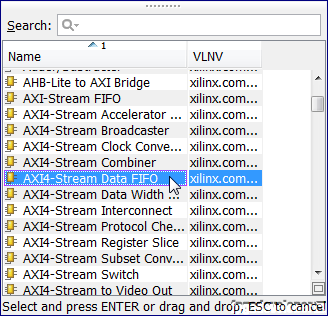 Search:
Name 1 VLNV
AHB-Lite to AXI Bridge xilinx.com...
AXI-Stream FIFO xilinx.com...
AXI4-Stream Accelerator ... xilinx.com...
AXI4-Stream Broadcaster xilinx.com...
AXI4-Stream Clock Conve... xilinx.com...
AXI4-Stream Combiner xilinx.com...
AXI4-Stream Data FIFO xilinx.com...
AXI4-Stream Data Width ... xilinx.com...
AXI4-Stream Interconnect xilinx.com...
AXI4-Stream Protocol Che... xilinx.com...
AXI4-Stream Register Slice xilinx.com...
AXI4-Stream Subset Conv... xilinx.com...
AXI4-Stream Switch xilinx.com...
AXI4-Stream to Video Out xilinx.com...
Select and press ENTER or drag and drop, ESC to cancel